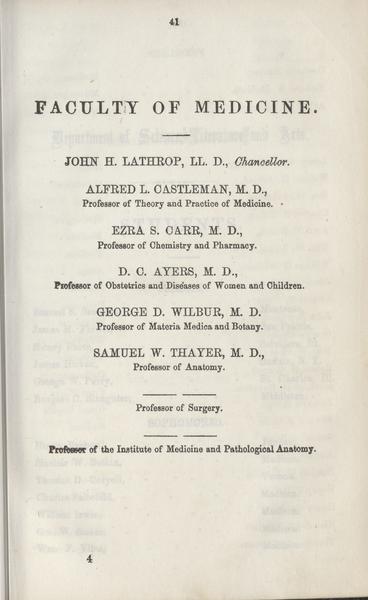 41
FACULTY OF MEDICINE.
JOHN H. LATHROP, LL. D., Chancellor.
ALFRED L. CASTLEMAN, M. D.,
Professor of Theory and Practice of Medicine.
EZRA S. CARR, M. D.,
Professor of Chemistry and Pharmacy.
D. C. AYERS, M. D.,
Professor of Obstetrics and Diseases of Women and Children.
GEORGE D. WILBUR, M. D.
Professor of Materia Medica and Botany.
SAMUEL W. THAYER, M. D.,
Professor of Anatomy.
Professor of Surgery.
Professor of the Institute of Medicine and Pathological Anatomy.
4